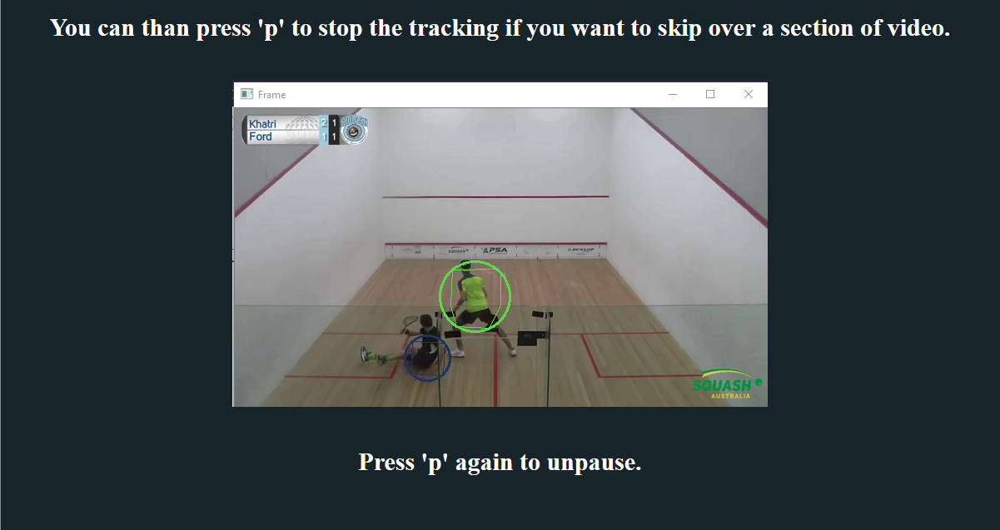 You can than press 'p' to stop the tracking if you want to skip over a section of video.
Frame
Khatri 2 1
Ford 1 1
SQUASH
SQUASH PSA DUNLOP
SQUASH
AUSTRALIA
Press 'p' again to unpause.